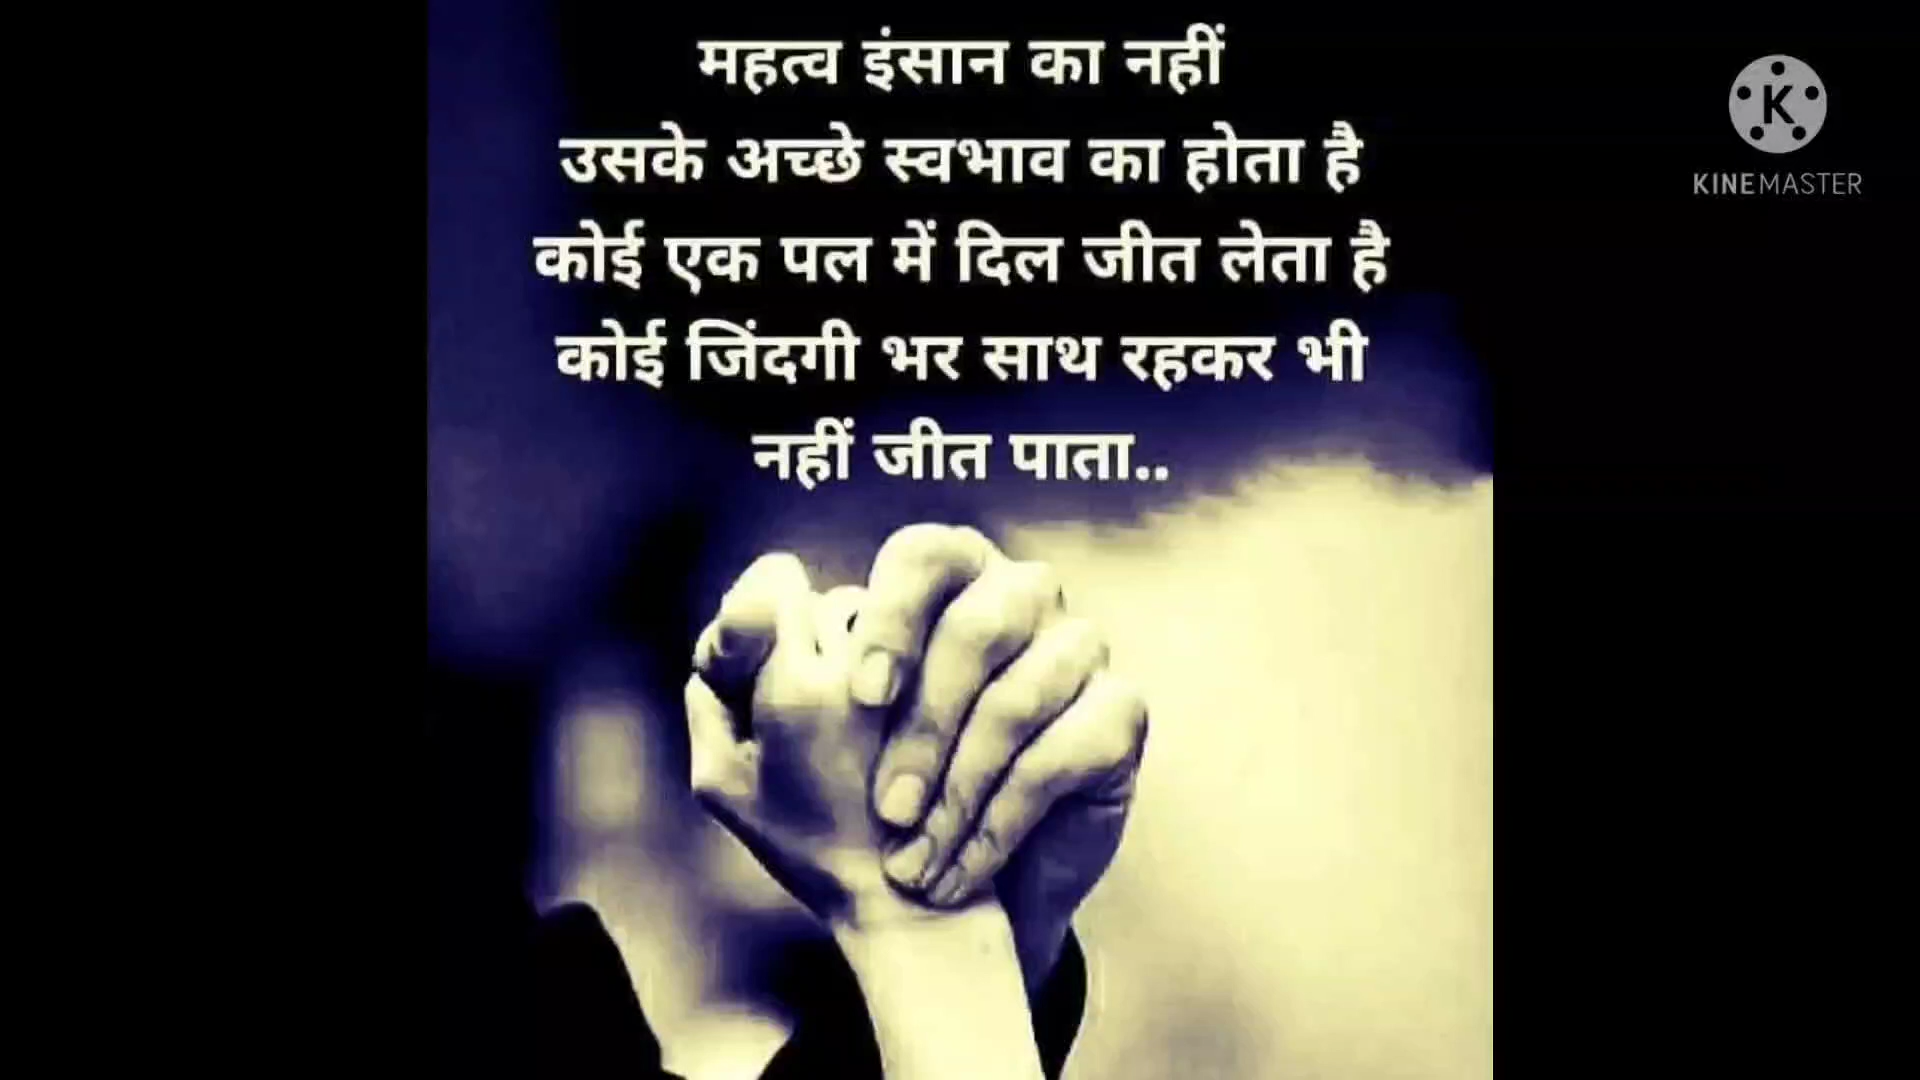 महत्व इंसान का नहीं
उसके अच्छे स्वभाव का होता है
कोई एक पल में दिल जीत लेता है
कोई जिंदगी भर साथ रहकर भी
नहीं जीत पाता..
K
KINEMASTER